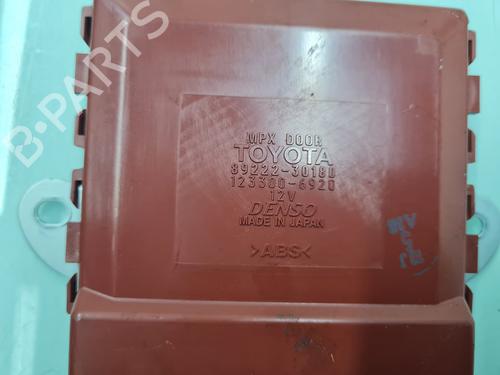 B-PARTS
MPX DOOR
TOYOTA
89222-30180
123300-6920
12V
DENSO
MADE IN JAPAN
>ABS<